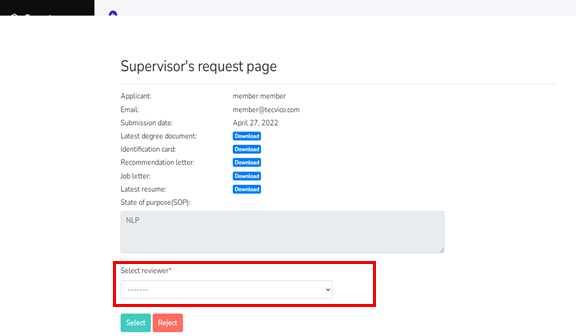 Supervisor's request page
Applicant: member member
Email: member@tecvico.com
Submission date: April 27, 2022
Latest degree document: Download
Identification card: Download
Recommendation letter: Download
Job letter: Download
Latest resume: Download
State of purpose(SOP):
NLP
Select reviewer*
-------
Select Reject